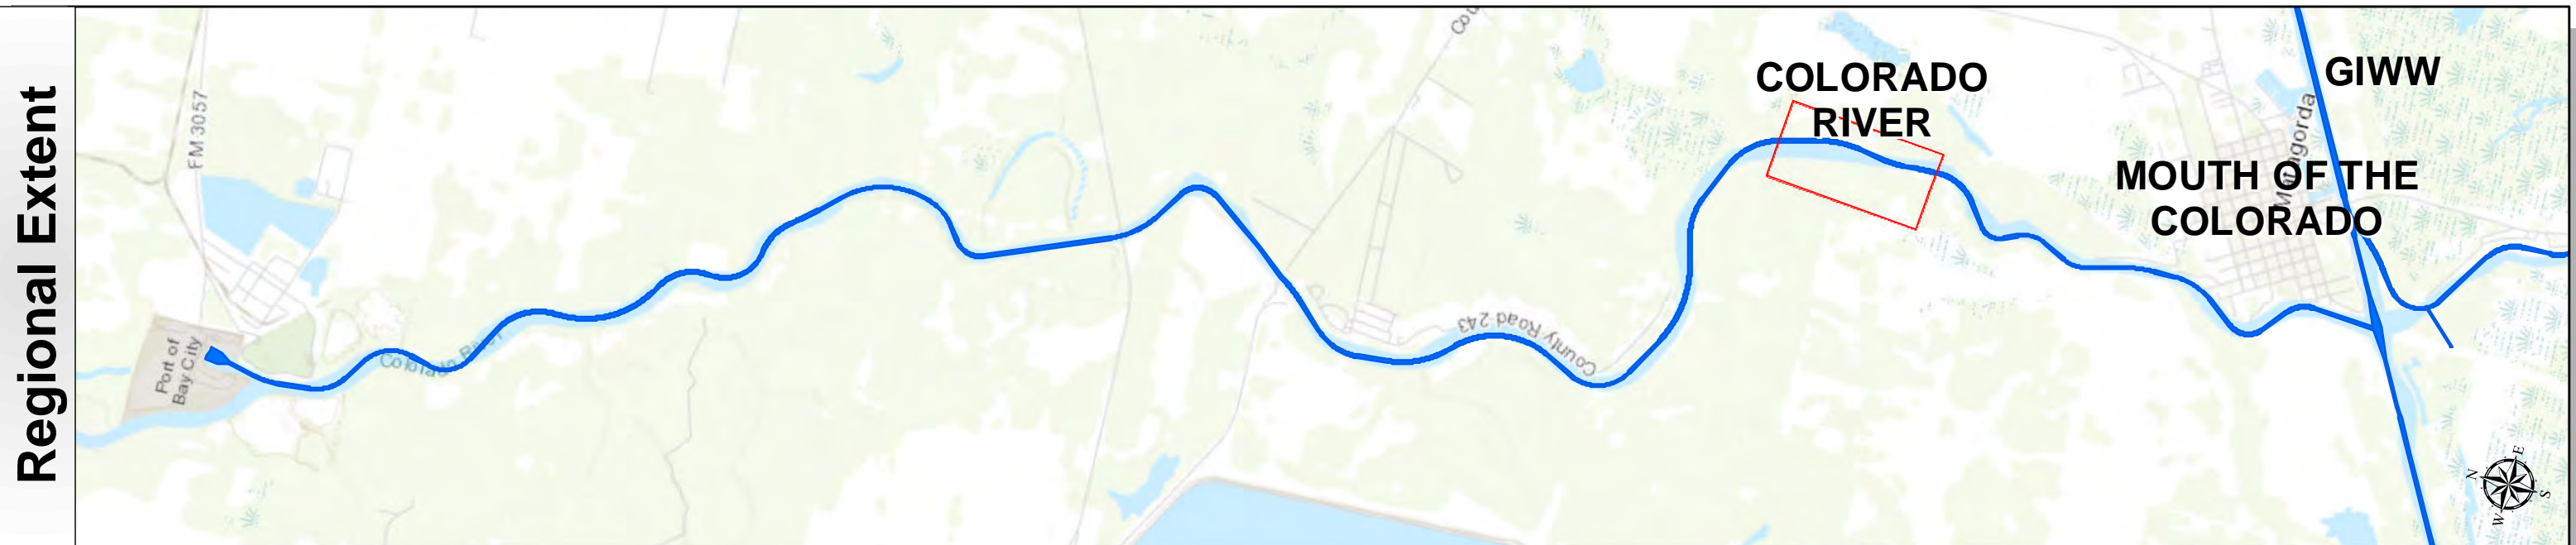 Regional Extent
FM 3057
Port of
Bay City
Colorado River
County Road 243
Cou
COLORADO
RIVER
GIWW
Matagorda
MOUTH OF THE
COLORADO
N
E
S
W